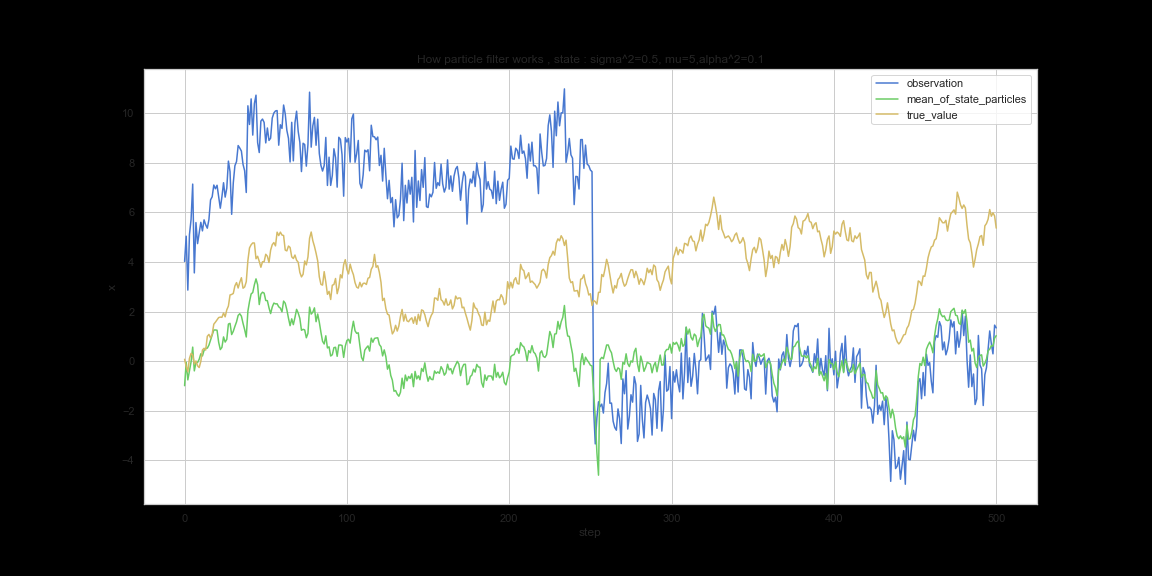 How particle filter works , state : sigma^2=0.5, mu=5,alpha^2=0.1
observation
mean_of_state_particles
true_value
10
8
6
4
2
0
−2
−4
x
0 100 200 300 400 500
step